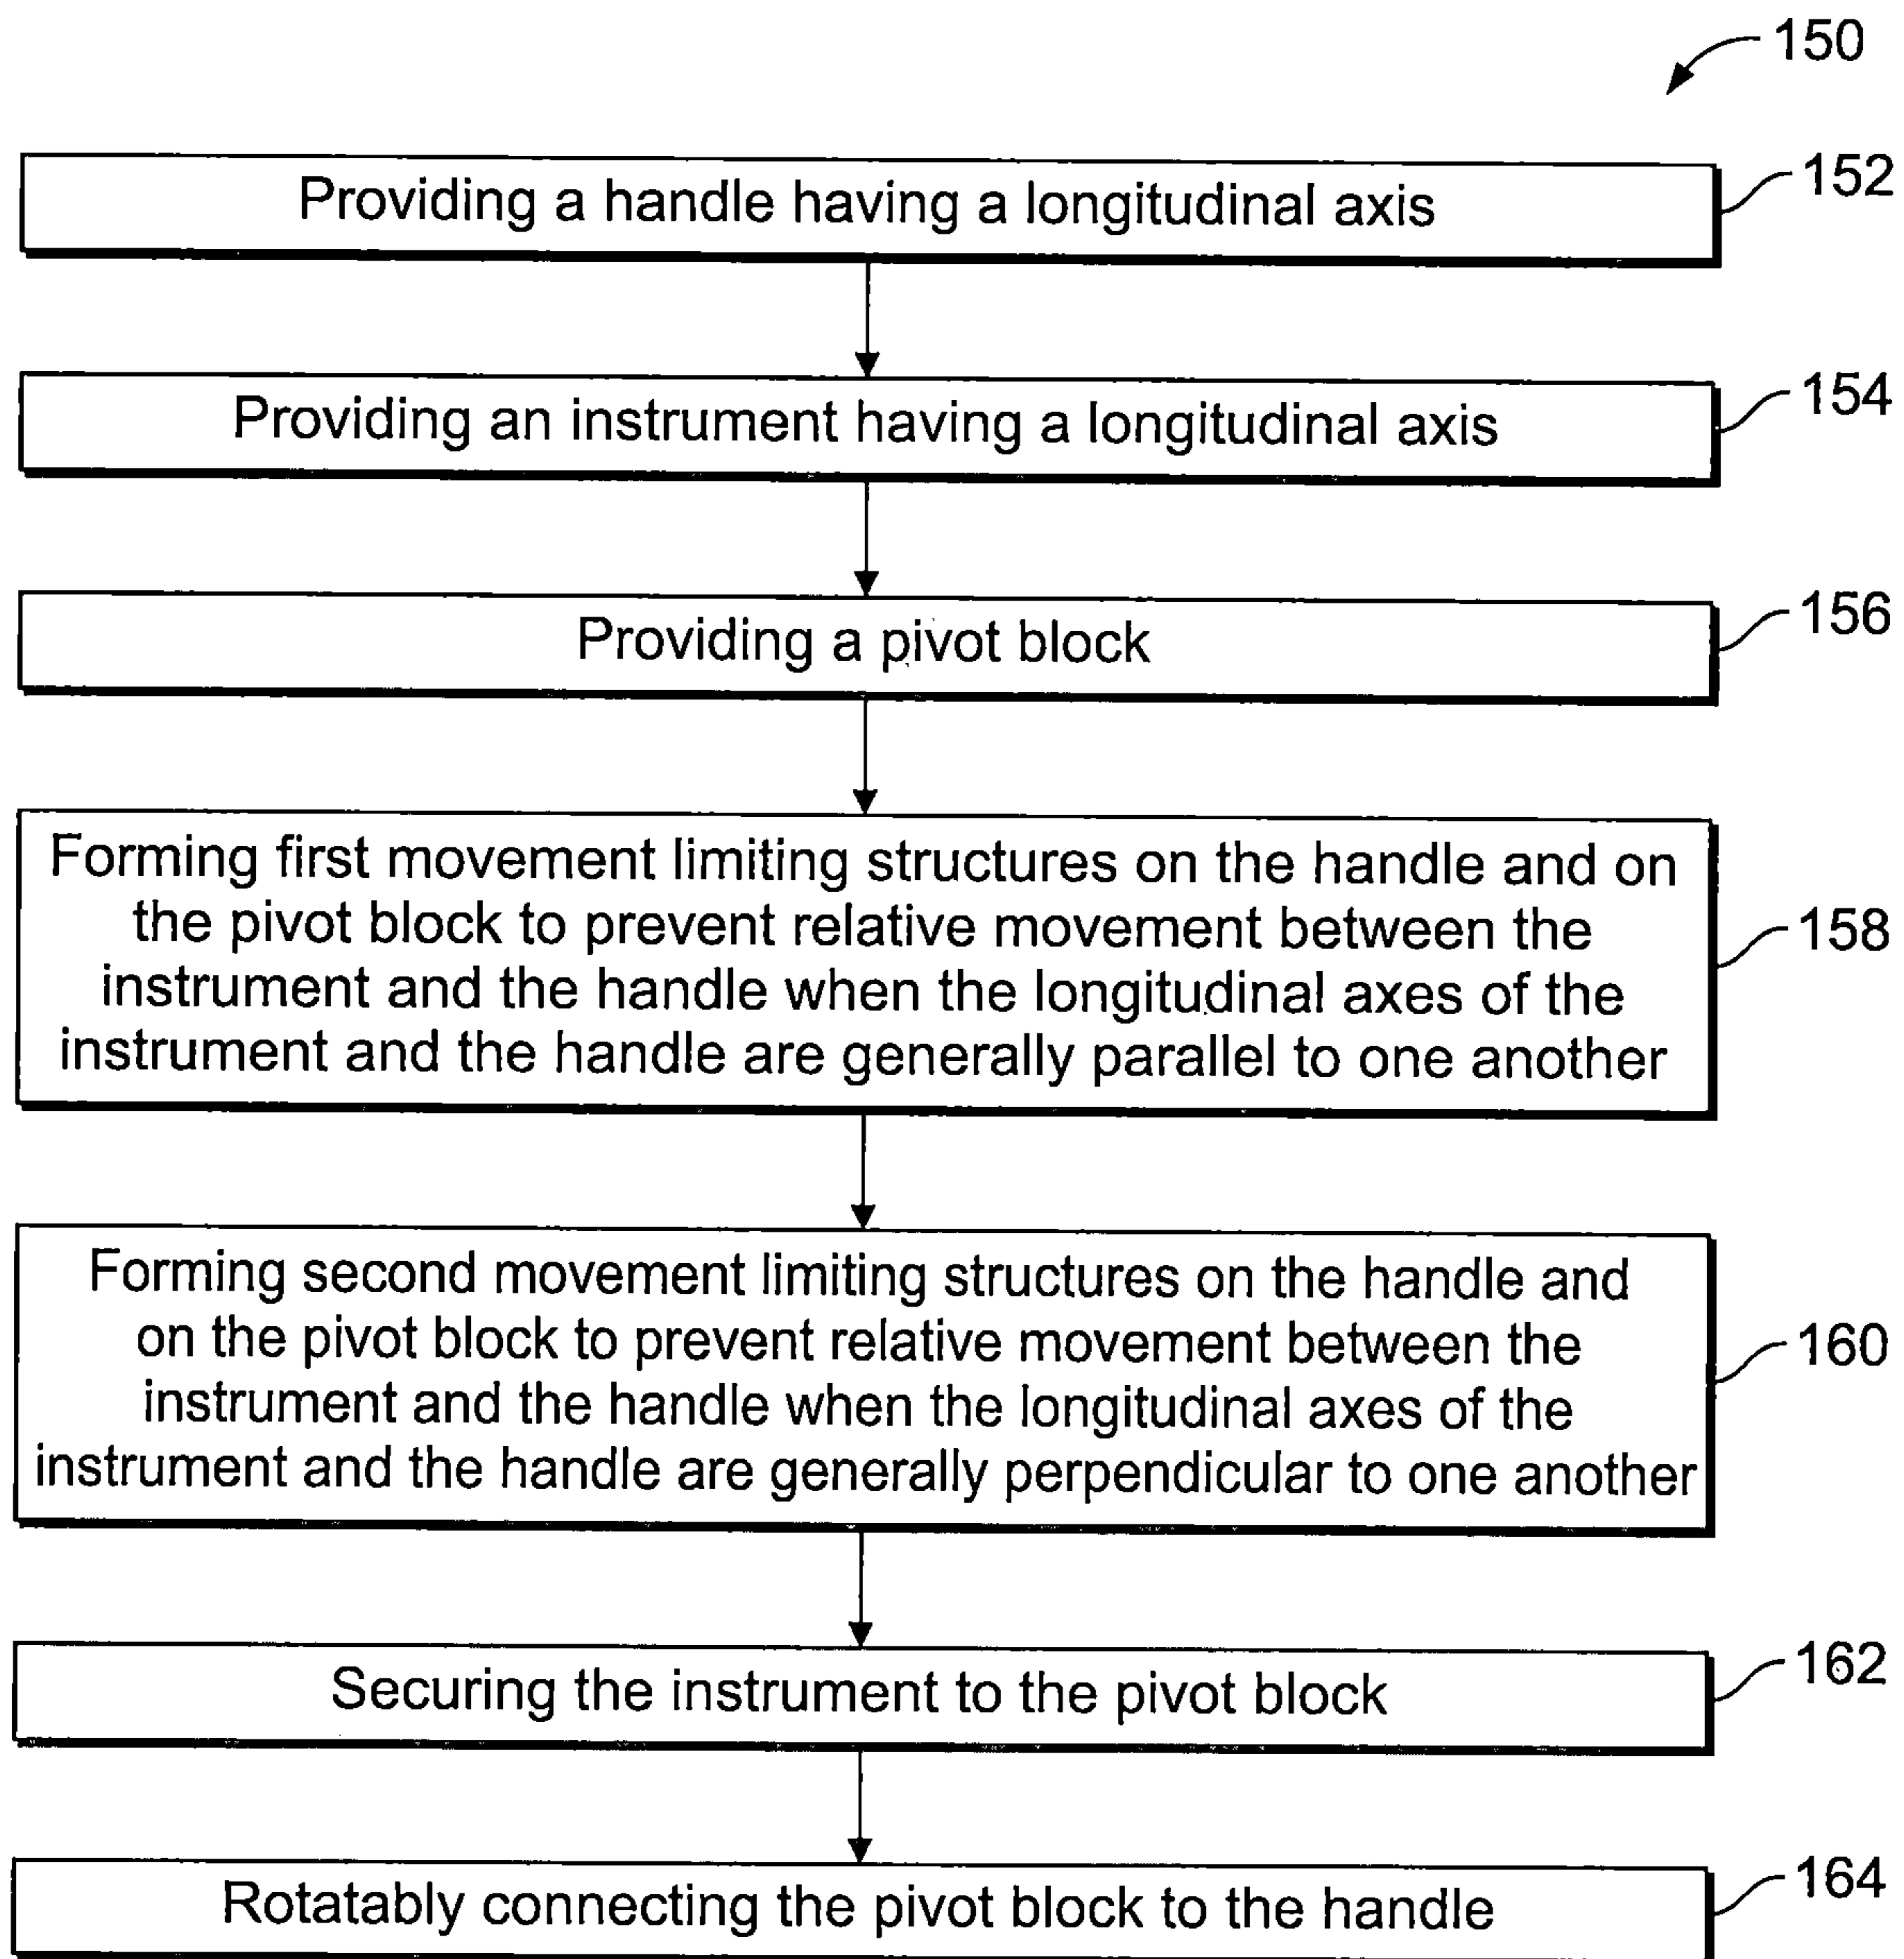 150
Providing a handle having a longitudinal axis
152
Providing an instrument having a longitudinal axis
154
Providing a pivot block
156
Forming first movement limiting structures on the handle and on
the pivot block to prevent relative movement between the
instrument and the handle when the longitudinal axes of the
instrument and the handle are generally parallel to one another
158
Forming second movement limiting structures on the handle and
on the pivot block to prevent relative movement between the
instrument and the handle when the longitudinal axes of the
instrument and the handle are generally perpendicular to one another
160
Securing the instrument to the pivot block
162
Rotatably connecting the pivot block to the handle
164